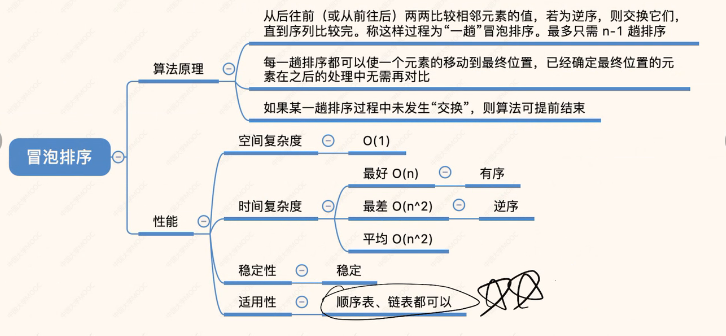 从后往前（或从前往后）两两比较相邻元素的值，若为逆序，则交换它们，
直到序列比较完。称这样过程为“一趟”冒泡排序。最多只需 n-1 趟排序
算法原理
每一趟排序都可以使一个元素的移动到最终位置，已经确定最终位置的元
素在之后的处理中无需再对比
如果某一趟排序过程中未发生“交换”，则算法可提前结束
冒泡排序
空间复杂度
O(1)
最好 O(n)
有序
性能
时间复杂度
最差 O(n^2)
逆序
平均 O(n^2)
稳定性
稳定
适用性
顺序表、链表都可以